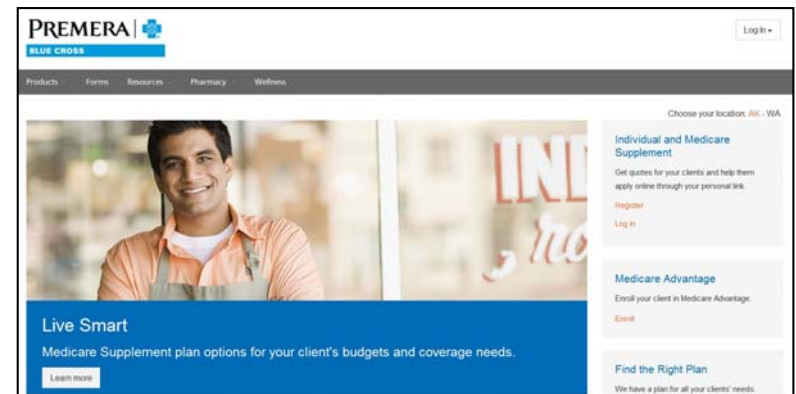 PREMERA
BLUE CROSS
Log In
Products Forms Resources Pharmacy Wellness
Choose your location: AK - WA
Live Smart
Medicare Supplement plan options for your client's budgets and coverage needs.
Learn more
Individual and Medicare
Supplement
Get quotes for your clients and help them
apply online through your personal link.
Register
Log in
Medicare Advantage
Enroll your client in Medicare Advantage.
Enroll
Find the Right Plan
We have a plan for all your clients' needs.